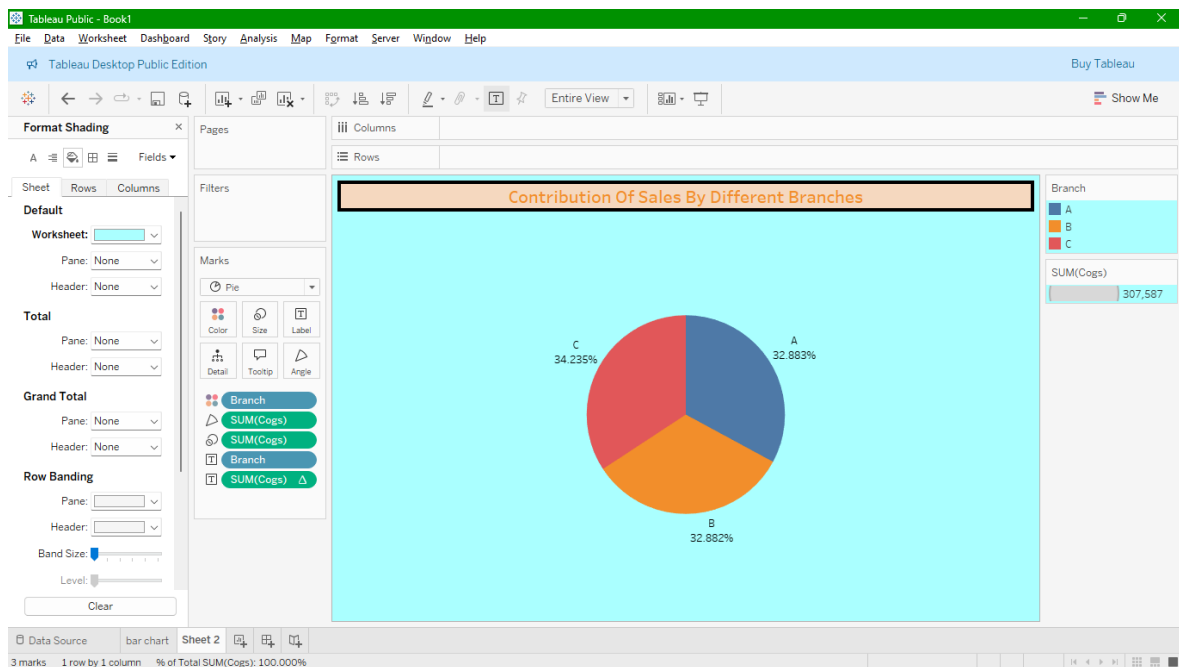 Tableau Public - Book1
File Data Worksheet Dashboard Story Analysis Map Format Server Window Help
Tableau Desktop Public Edition
Buy Tableau
Entire View
Show Me
Format Shading
Fields
Sheet Rows Columns
Default
Worksheet:
Pane: None
Header: None
Total
Pane: None
Header: None
Grand Total
Pane: None
Header: None
Row Banding
Pane:
Header:
Band Size:
Level:
Clear
Pages
Filters
Marks
Pie
Color Size Label
Detail Tooltip Angle
Branch
SUM(Cogs)
SUM(Cogs)
Branch
SUM(Cogs)
Columns
Rows
Contribution Of Sales By Different Branches
C
34.235%
A
32.883%
B
32.882%
Branch
A
B
C
SUM(Cogs)
307,587
Data Source bar chart Sheet 2
3 marks 1 row by 1 column % of Total SUM(Cogs): 100.000%